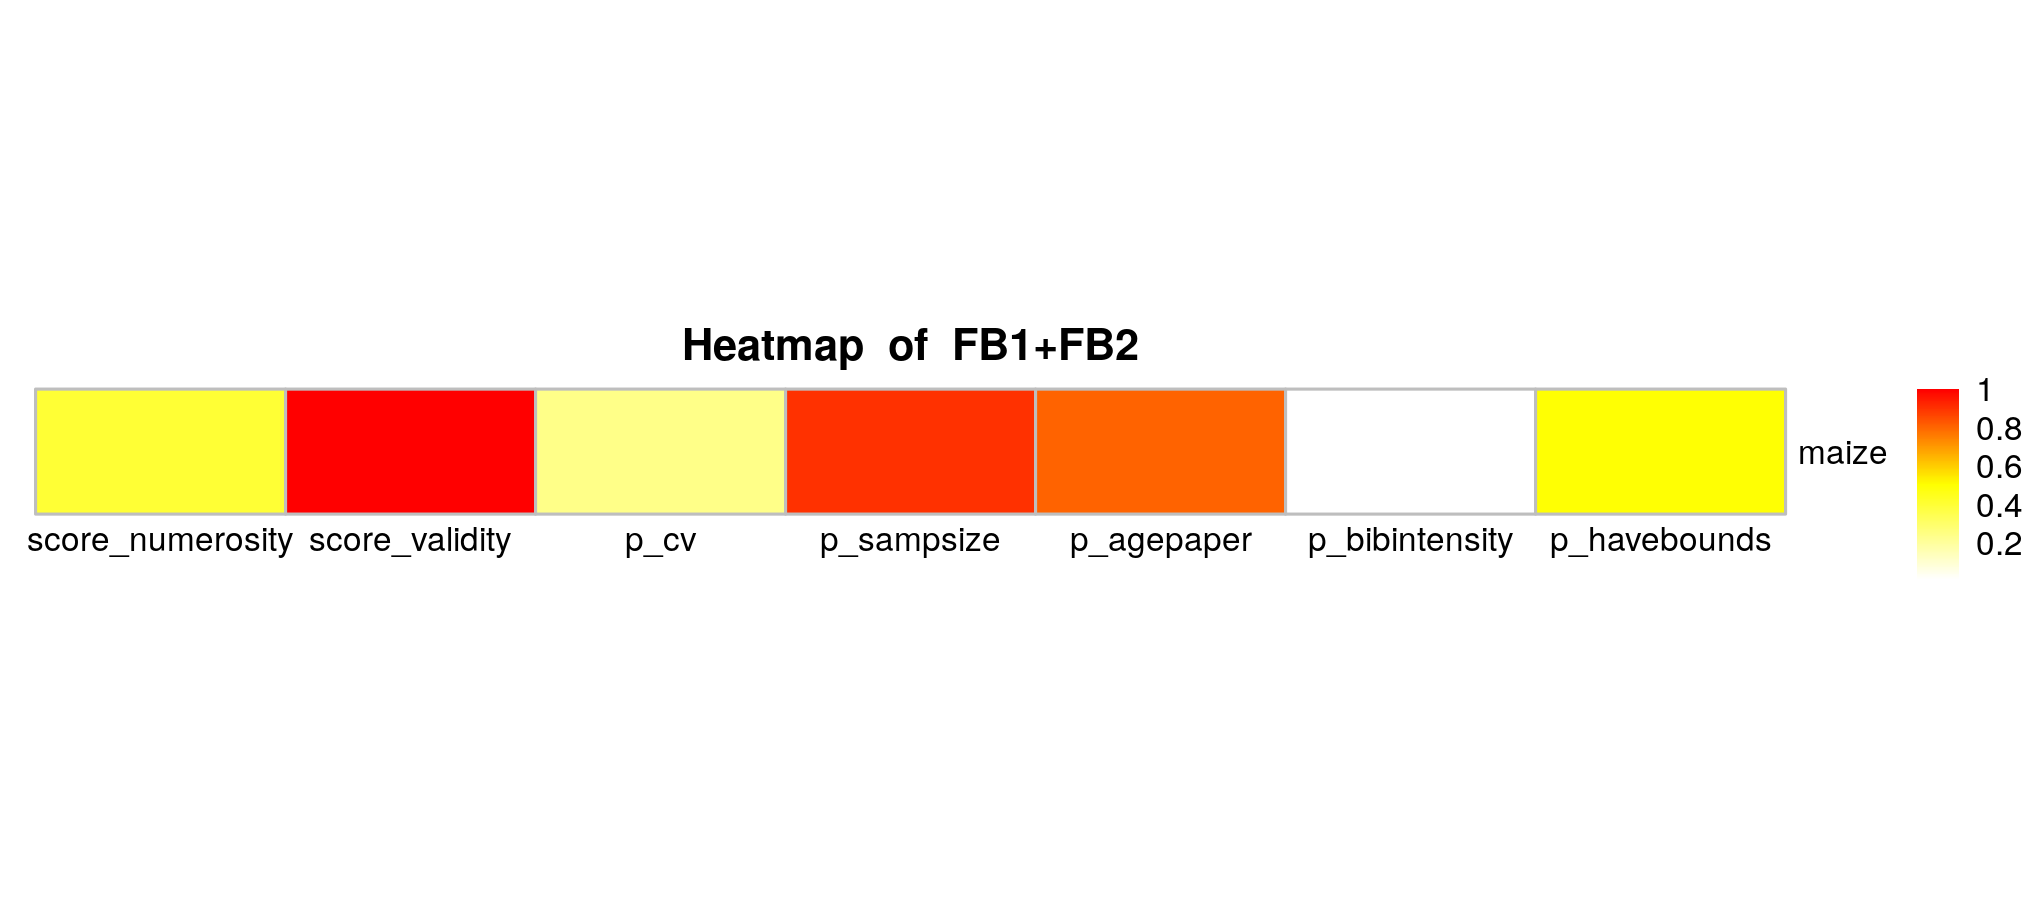 Heatmap of FB1+FB2
maize
score_numerosity score_validity p_cv p_sampsize p_agepaper p_bibintensity p_havebounds
1
0.8
0.6
0.4
0.2